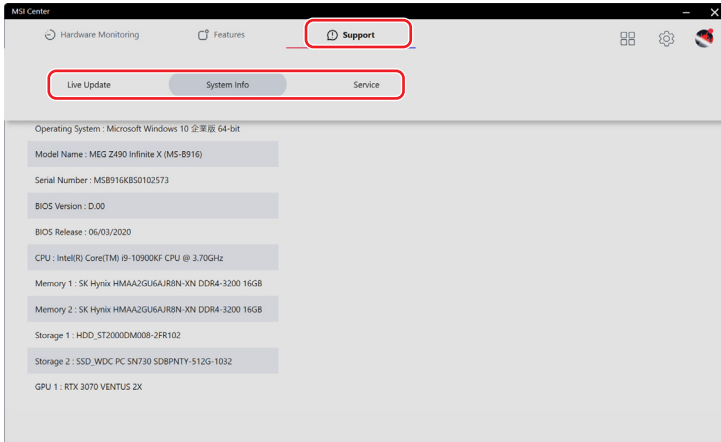 MSI Center
Hardware Monitoring
Features
Support
Live Update
System Info
Service
Operating System : Microsoft Windows 10 企業版 64-bit
Model Name : MEG Z490 Infinite X (MS-B916)
Serial Number : MSB916KBS0102573
BIOS Version : D.00
BIOS Release : 06/03/2020
CPU : Intel(R) Core(TM) i9-10900KF CPU @ 3.70GHz
Memory 1 : SK Hynix HMAA2GU6AJR8N-XN DDR4-3200 16GB
Memory 2 : SK Hynix HMAA2GU6AJR8N-XN DDR4-3200 16GB
Storage 1 : HDD_ST2000DM008-2FR102
Storage 2 : SSD_WDC PC SN730 SDBPNTY-512G-1032
GPU 1 : RTX 3070 VENTUS 2X